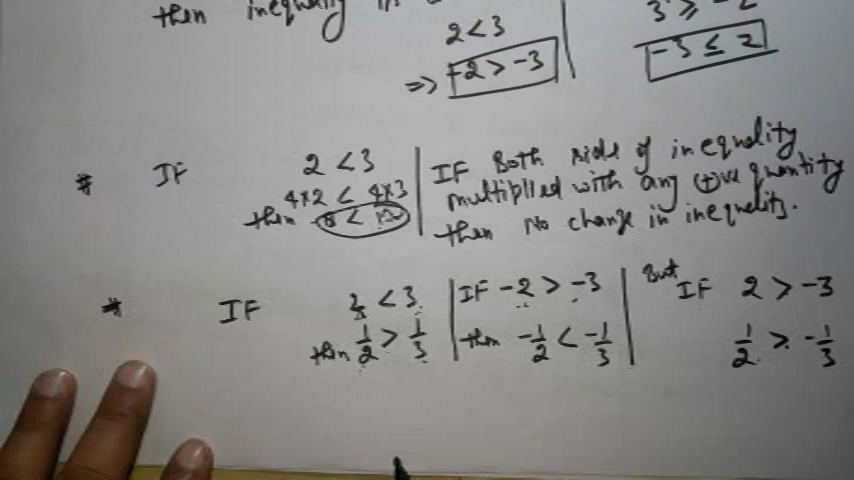 then inequality
2 < 3
⇒ -2 > -3
3 ≥ -2
-3 ≤ 2
* IF 2 < 3
4×2 < 4×3
then 8 < 12
IF Both side of inequality
multiplied with any (+)ve quantity
then No change in inequality.
* IF 2 < 3
then 1/2 > 1/3
IF -2 > -3
then -1/2 < -1/3
But IF 2 > -3
1/2 > -1/3